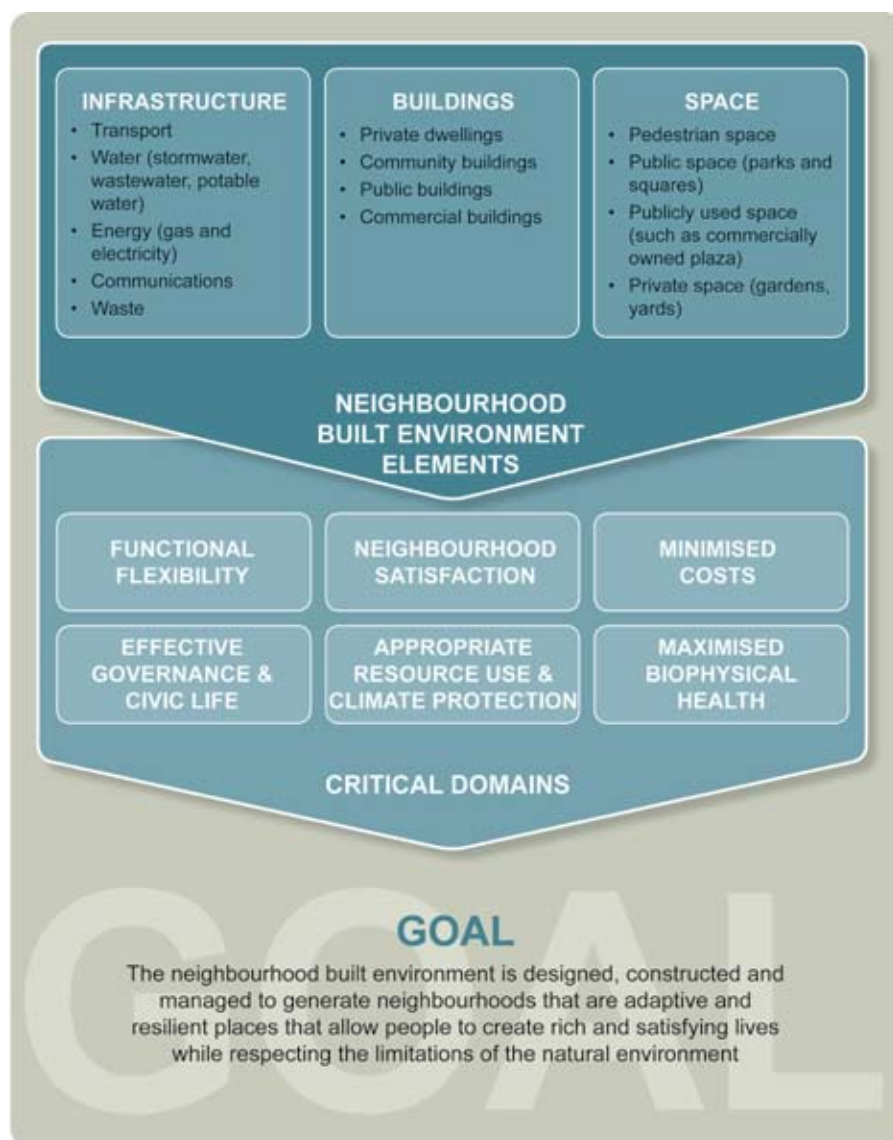 INFRASTRUCTURE
• Transport
• Water (stormwater,
wastewater, potable
water)
• Energy (gas and
electricity)
• Communications
• Waste
BUILDINGS
• Private dwellings
• Community buildings
• Public buildings
• Commercial buildings
SPACE
• Pedestrian space
• Public space (parks and
squares)
• Publicly used space
(such as commercially
owned plaza)
• Private space (gardens,
yards)
NEIGHBOURHOOD
BUILT ENVIRONMENT
ELEMENTS
FUNCTIONAL
FLEXIBILITY
NEIGHBOURHOOD
SATISFACTION
MINIMISED
COSTS
EFFECTIVE
GOVERNANCE &
CIVIC LIFE
APPROPRIATE
RESOURCE USE &
CLIMATE PROTECTION
MAXIMISED
BIOPHYSICAL
HEALTH
CRITICAL DOMAINS
GOAL
GOAL
The neighbourhood built environment is designed, constructed and
managed to generate neighbourhoods that are adaptive and
resilient places that allow people to create rich and satisfying lives
while respecting the limitations of the natural environment